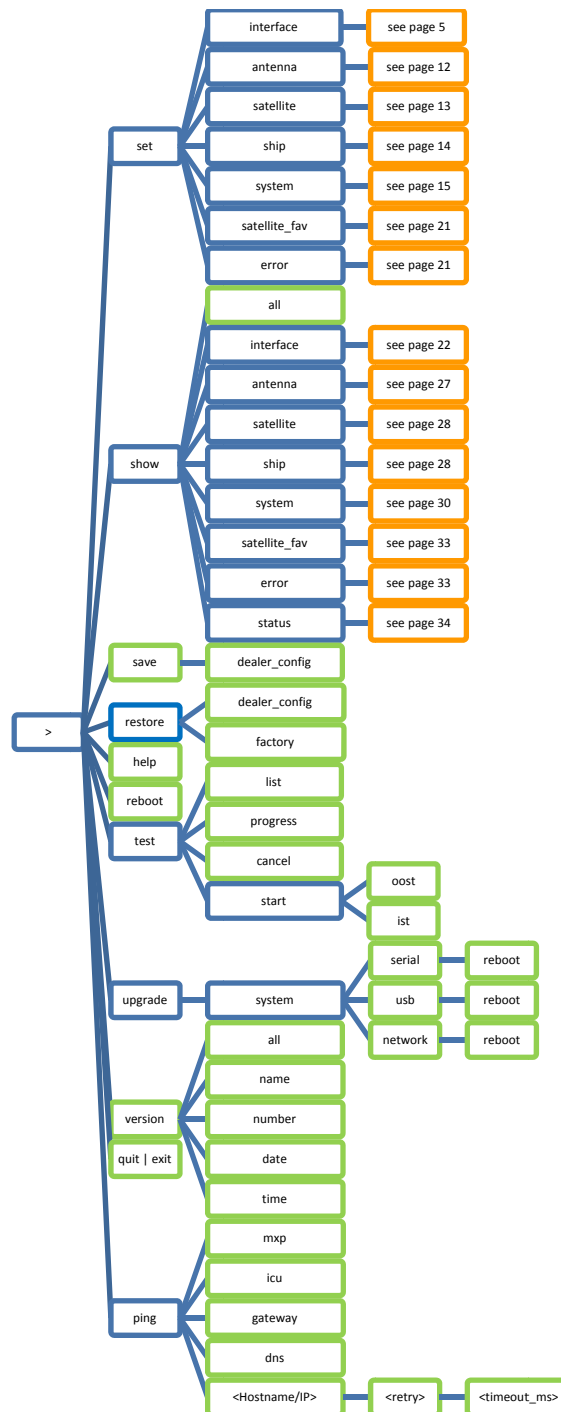 interface see page 5
antenna see page 12
satellite see page 13
set ship see page 14
system see page 15
satellite_fav see page 21
error see page 21
all
interface see page 22
antenna see page 27
satellite see page 28
show ship see page 28
system see page 30
satellite_fav see page 33
error see page 33
status see page 34
save dealer_config
dealer_config
> restore
factory
help
list
reboot
progress
test
cancel
oost
start
ist
serial reboot
upgrade system usb reboot
network reboot
all
name
version number
quit | exit date
time
mxp
icu
ping gateway
dns
<Hostname/IP> <retry> <timeout_ms>